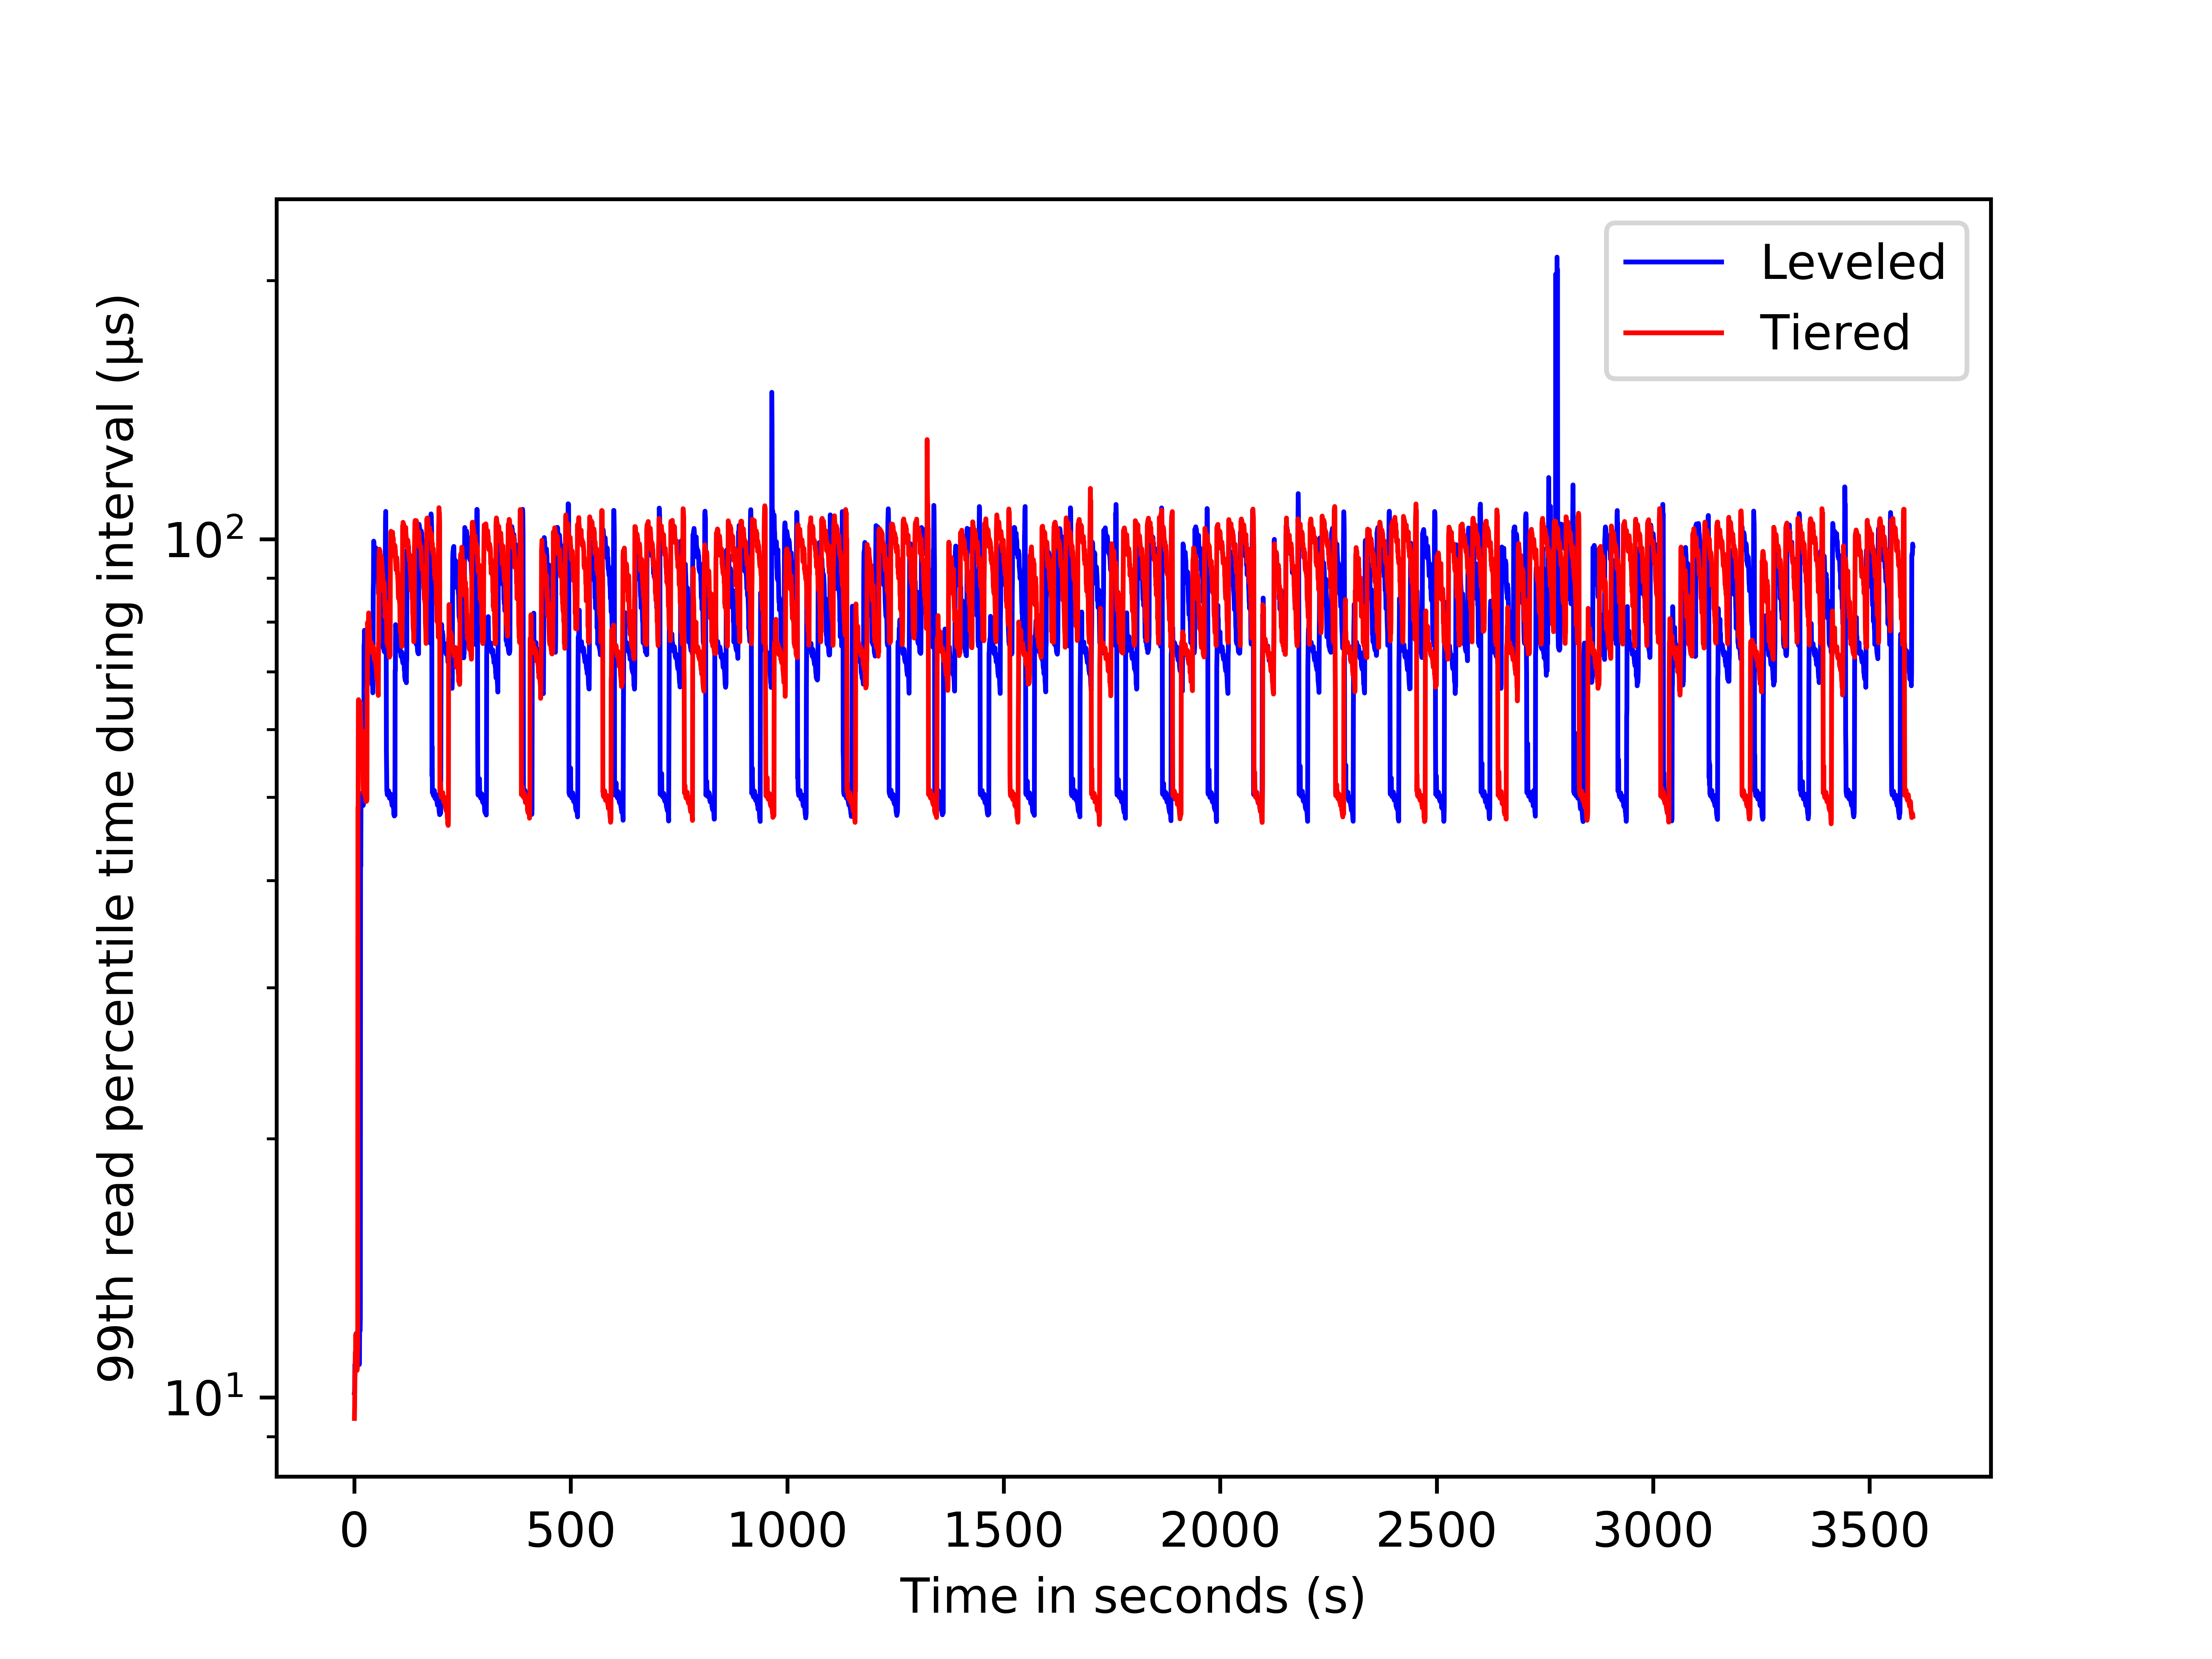 99th read percentile time during interval (µs)
10²
10¹
Leveled
Tiered
0 500 1000 1500 2000 2500 3000 3500
Time in seconds (s)